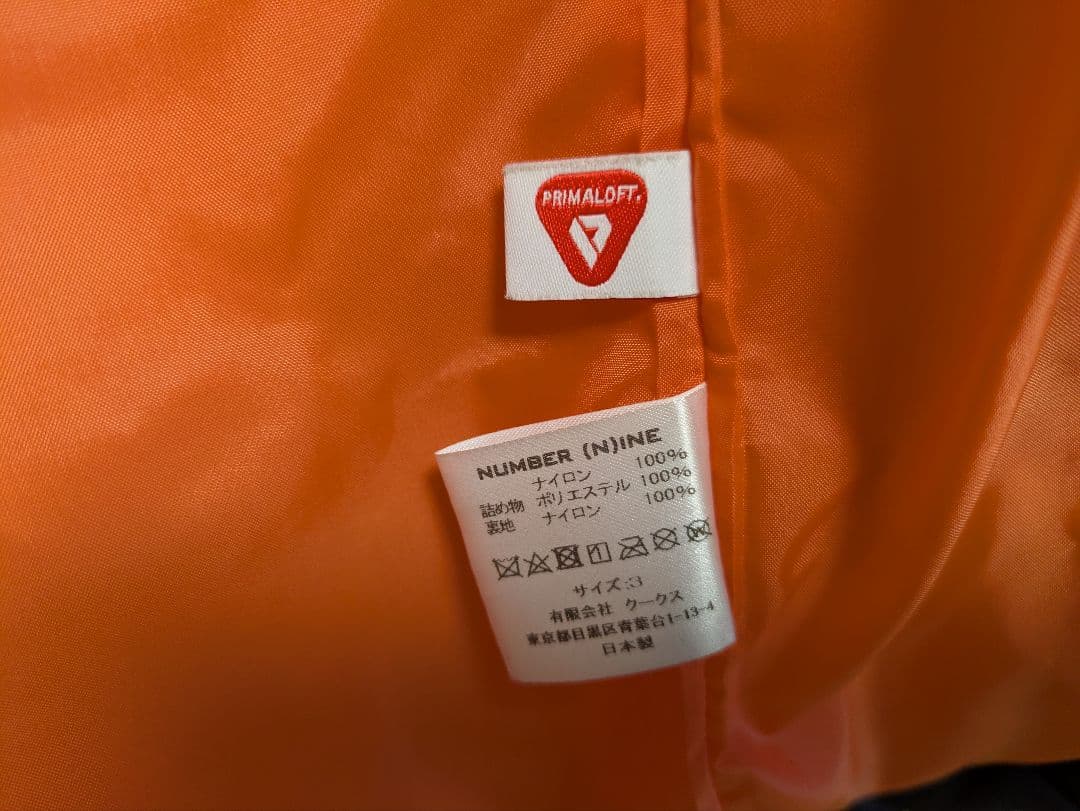 PRIMALOFT®
NUMBER (N)INE
ナイロン 100%
詰め物 ポリエステル 100%
裏地 ナイロン 100%
サイズ:3
有限会社 クークス
東京都目黒区青葉台1-13-4
日本製